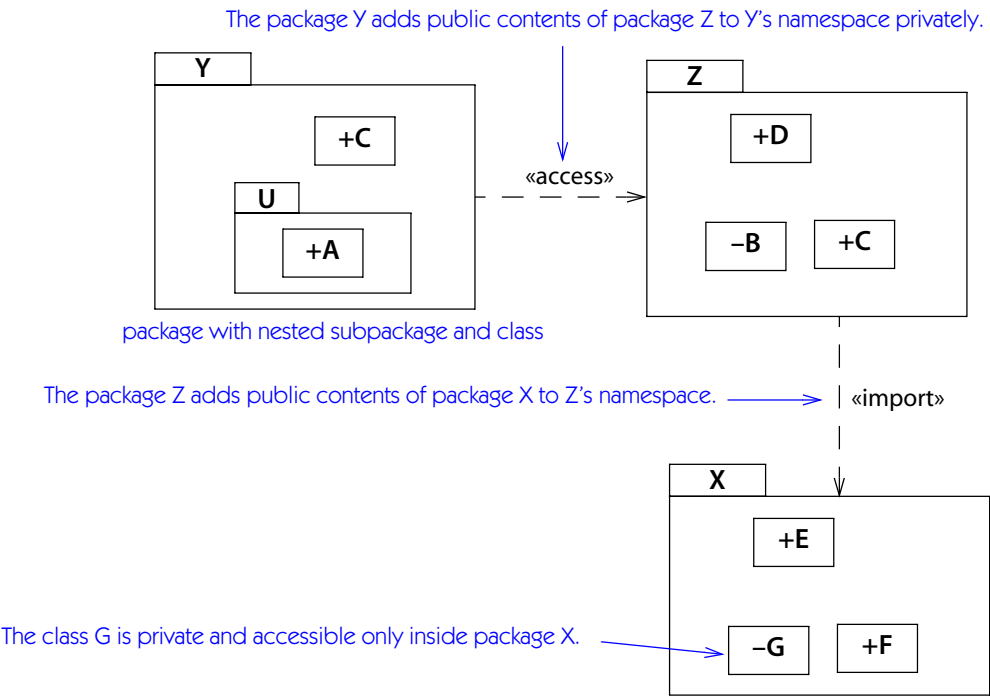 The package Y adds public contents of package Z to Y’s namespace privately.
Y
Z
+C
+D
«access»
U
+A
–B
+C
package with nested subpackage and class
The package Z adds public contents of package X to Z’s namespace.
«import»
X
+E
The class G is private and accessible only inside package X.
–G
+F